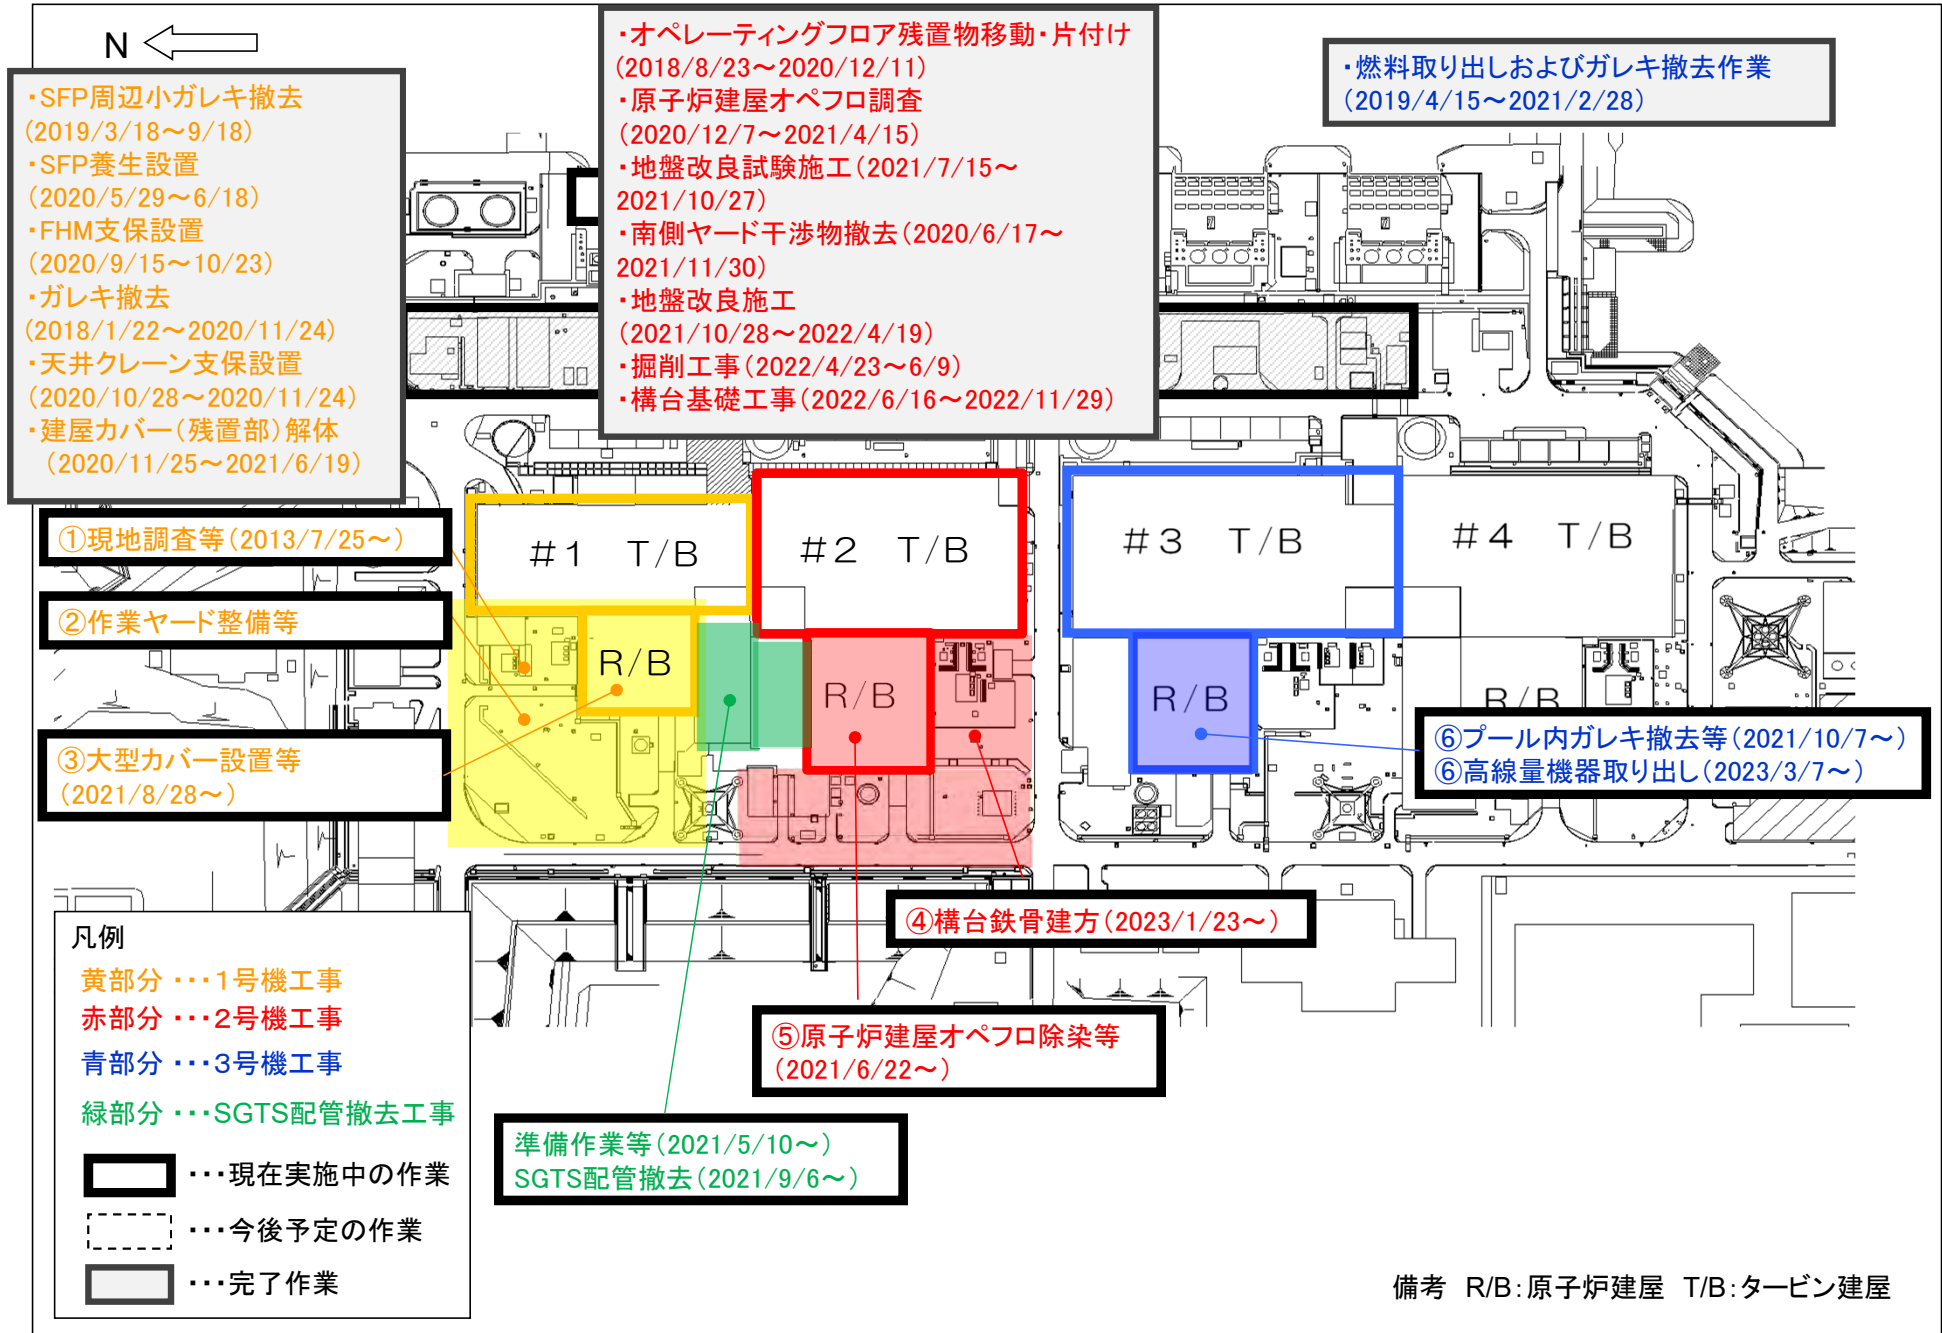 N
・SFP周辺小ガレキ撤去
(2019/3/18～9/18)
・SFP養生設置
(2020/5/29～6/18)
・FHM支保設置
(2020/9/15～10/23)
・ガレキ撤去
(2018/1/22～2020/11/24)
・天井クレーン支保設置
(2020/10/28～2020/11/24)
・建屋カバー(残置部)解体
(2020/11/25～2021/6/19)
・オペレーティングフロア残置物移動・片付け
(2018/8/23～2020/12/11)
・原子炉建屋オペフロ調査
(2020/12/7～2021/4/15)
・地盤改良試験施工(2021/7/15～
2021/10/27)
・南側ヤード干渉物撤去(2020/6/17～
2021/11/30)
・地盤改良施工
(2021/10/28～2022/4/19)
・掘削工事(2022/4/23～6/9)
・構台基礎工事(2022/6/16～2022/11/29)
・燃料取り出しおよびガレキ撤去作業
(2019/4/15～2021/2/28)
①現地調査等(2013/7/25～)
②作業ヤード整備等
③大型カバー設置等
(2021/8/28～)
＃1 T/B
＃2 T/B
＃3 T/B
＃4 T/B
R/B
R/B
R/B
R/B
⑥プール内ガレキ撤去等(2021/10/7～)
⑥高線量機器取り出し(2023/3/7～)
④構台鉄骨建方(2023/1/23～)
⑤原子炉建屋オペフロ除染等
(2021/6/22～)
準備作業等(2021/5/10～)
SGTS配管撤去(2021/9/6～)
凡例
黄部分 ・・・1号機工事
赤部分 ・・・2号機工事
青部分 ・・・3号機工事
緑部分 ・・・SGTS配管撤去工事
・・・現在実施中の作業
・・・今後予定の作業
・・・完了作業
備考 R/B:原子炉建屋 T/B:タービン建屋